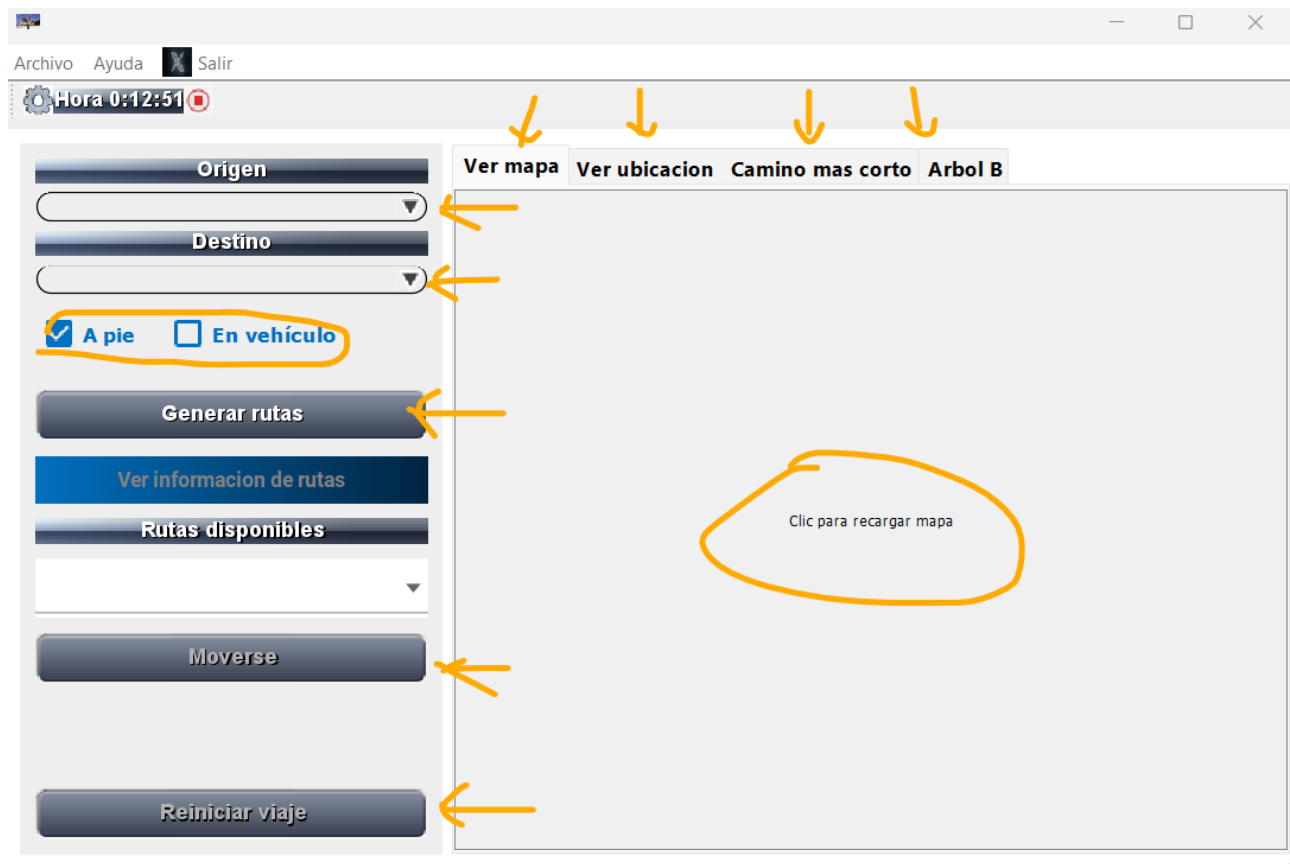 Archivo Ayuda X Salir
Hora 0:12:51
Origen
Destino
A pie En vehículo
Generar rutas
Ver informacion de rutas
Rutas disponibles
Moverse
Reiniciar viaje
Ver mapa Ver ubicacion Camino mas corto Arbol B
Clic para recargar mapa